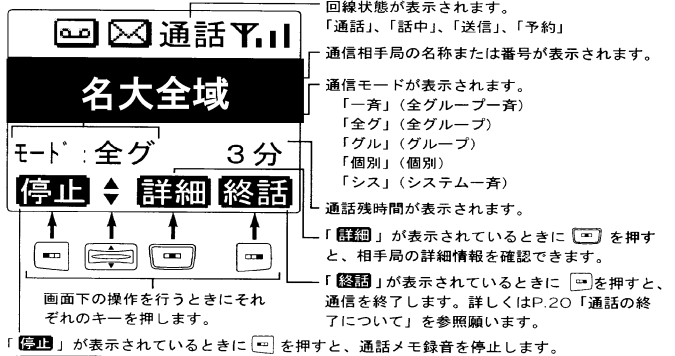 通話
名大全域
モード:全グ 3分
停止 詳細 終話
回線状態が表示されます。
「通話」、「話中」、「送信」、「予約」
通信相手局の名称または番号が表示されます。
通信モードが表示されます。
「一斉」(全グループ一斉)
「全グ」(全グループ)
「グル」(グループ)
「個別」(個別)
「シス」(システム一斉)
通話残時間が表示されます。
「詳細」が表示されているときに を押す
と、相手局の詳細情報を確認できます。
「終話」が表示されているときに を押すと、
通信を終了します。詳しくはP.20「通話の終
了について」を参照願います。
画面下の操作を行うときにそれ
ぞれのキーを押します。
「停止」が表示されているときに を押すと、通話メモ録音を停止します。